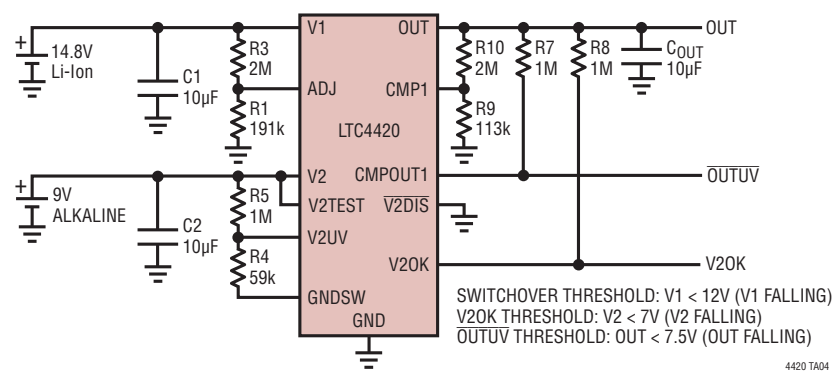 V1
OUT
OUT
+
14.8V
Li-Ion
R3
2M
R10
2M
R7
1M
R8
1M
COUT
10µF
C1
10µF
ADJ
CMP1
R1
191k
R9
113k
LTC4420
V2
CMPOUT1
OUTUV
+
9V
ALKALINE
R5
1M
V2TEST
V2DIS
C2
10µF
V2UV
R4
59k
V2OK
V2OK
GNDSW
GND
SWITCHOVER THRESHOLD: V1 < 12V (V1 FALLING)
V2OK THRESHOLD: V2 < 7V (V2 FALLING)
OUTUV THRESHOLD: OUT < 7.5V (OUT FALLING)
4420 TA04